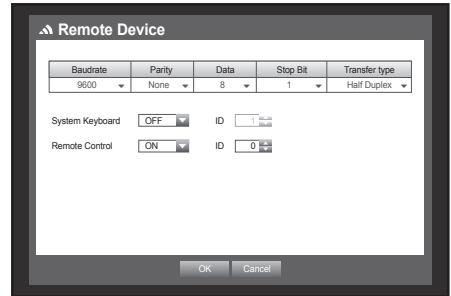 Remote Device
Baudrate Parity Data Stop Bit Transfer type
9600 None 8 1 Half Duplex
System Keyboard OFF ID 1
Remote Control ON ID 0
OK Cancel